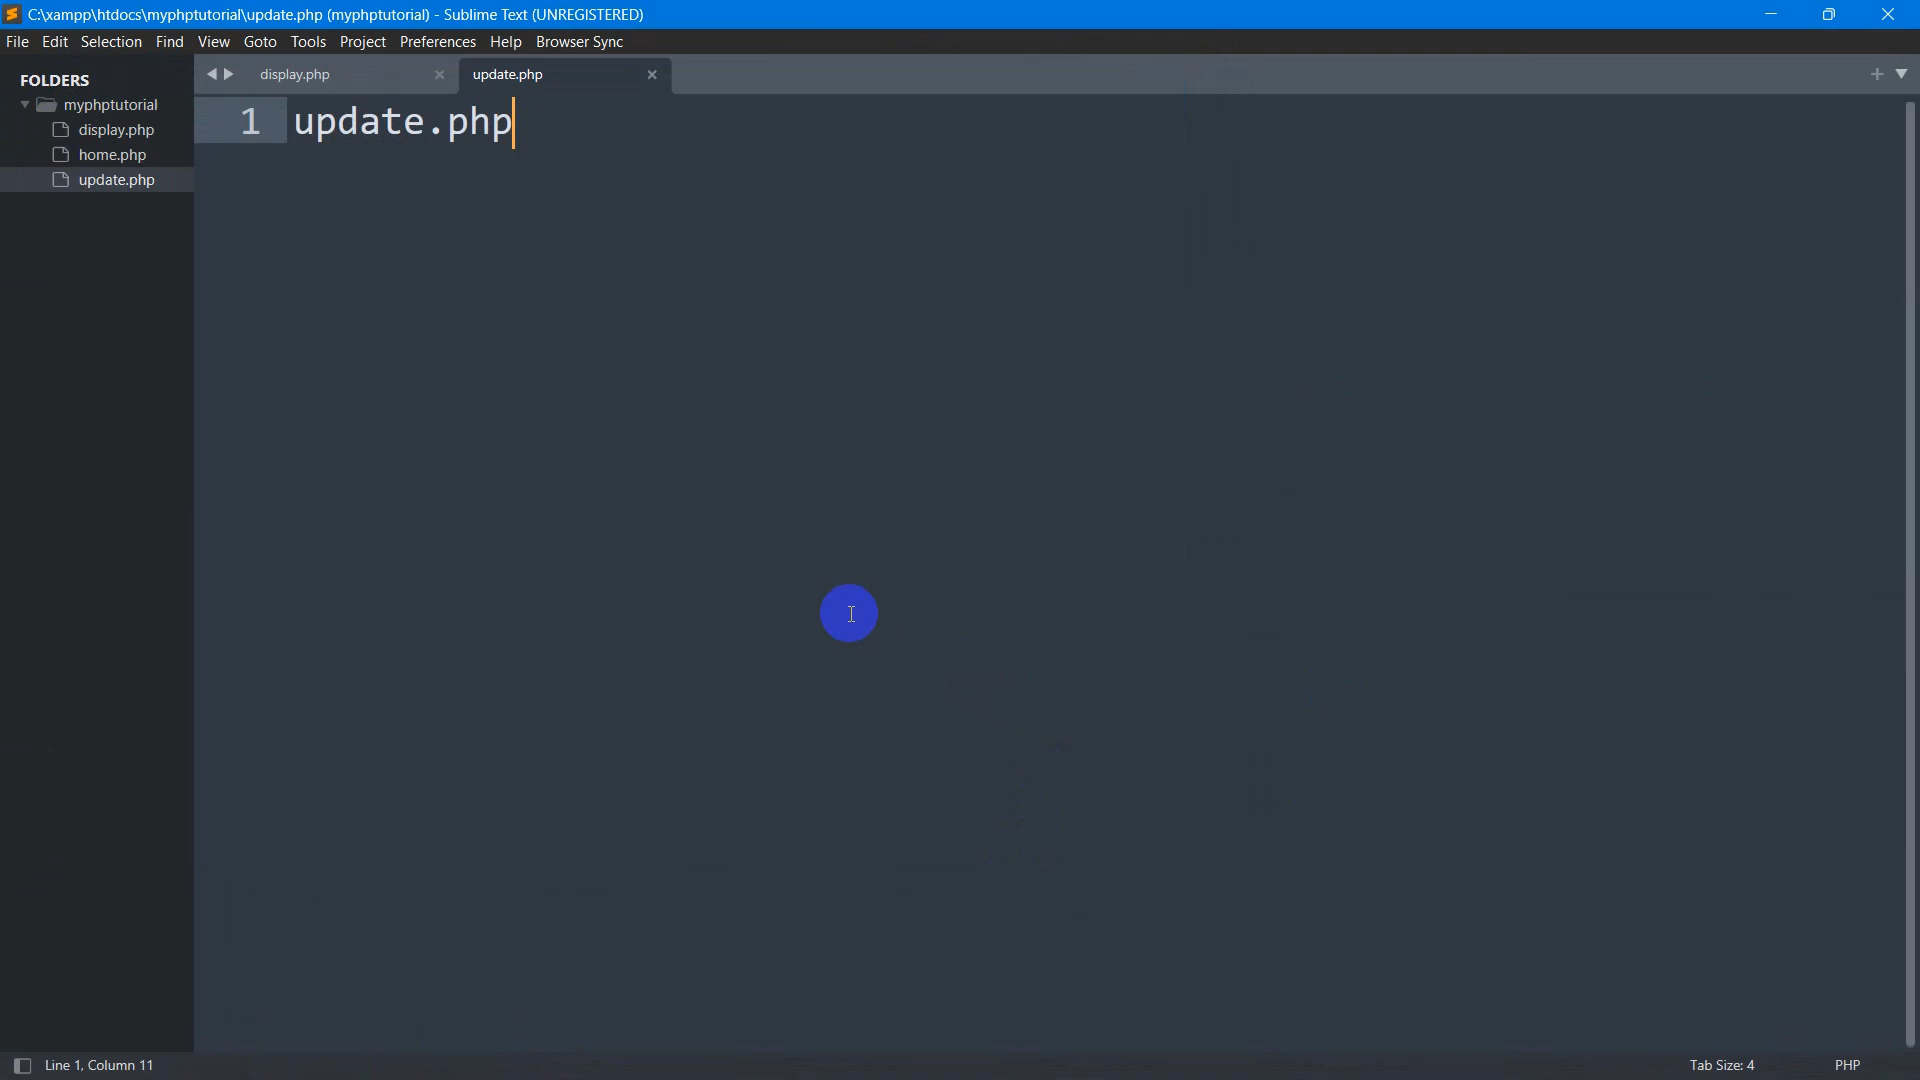 C:\xampp\htdocs\myphptutorial\update.php (myphptutorial) - Sublime Text (UNREGISTERED)
File Edit Selection Find View Goto Tools Project Preferences Help Browser Sync
FOLDERS
myphptutorial
display.php
home.php
update.php
display.php update.php
1 update.php
Line 1, Column 11 Tab Size: 4 PHP